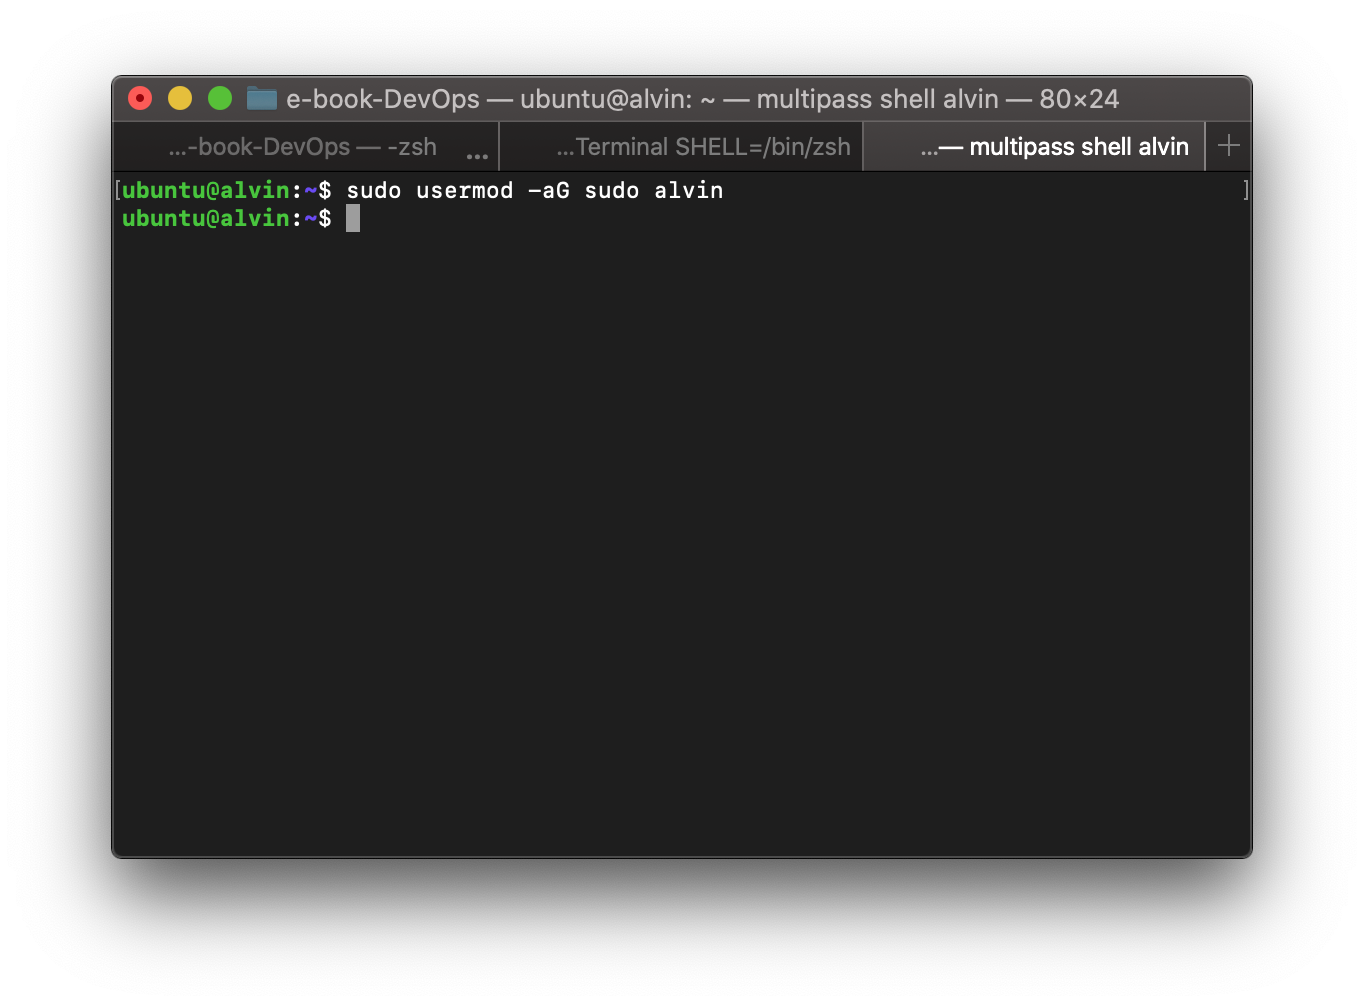 e-book-DevOps — ubuntu@alvin: ~ — multipass shell alvin — 80×24
...-book-DevOps — -zsh ... ...Terminal SHELL=/bin/zsh ...— multipass shell alvin +
[ubuntu@alvin:~$ sudo usermod -aG sudo alvin ]
ubuntu@alvin:~$